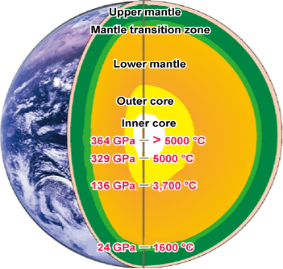 Upper mantle
Mantle transition zone
Lower mantle
Outer core
Inner core
364 GPa — > 5000 °C
329 GPa — 5000 °C
136 GPa — 3,700 °C
24 GPa — 1600 °C